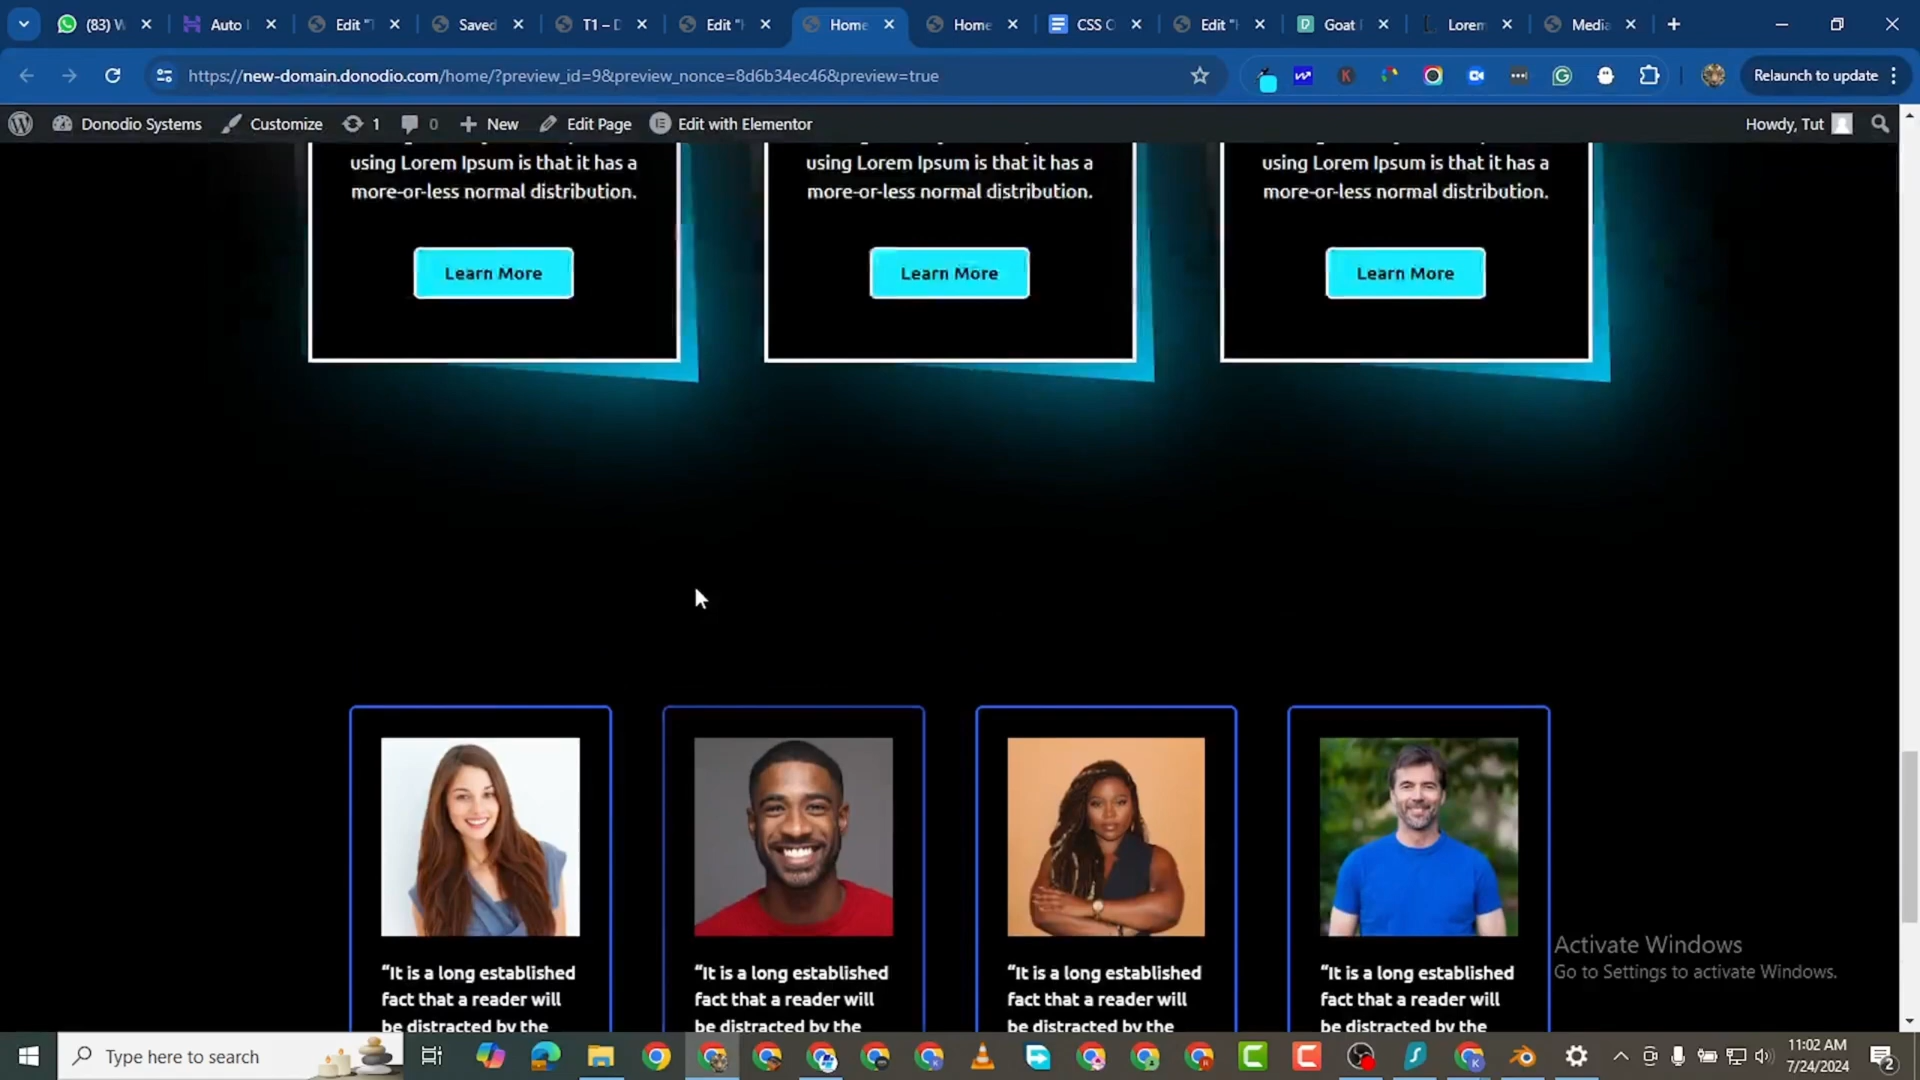 (83) W
Auto
Edit "T
Saved
T1 – D
Edit "H
Home
Home
CSS C
Edit "H
Goat
Lorem
Media
https://new-domain.donodio.com/home/?preview_id=9&preview_nonce=8d6b34ec46&preview=true
Relaunch to update
Donodio Systems
Customize
1
0
New
Edit Page
Edit with Elementor
Howdy, Tut
using Lorem Ipsum is that it has a
more-or-less normal distribution.
Learn More
using Lorem Ipsum is that it has a
more-or-less normal distribution.
Learn More
using Lorem Ipsum is that it has a
more-or-less normal distribution.
Learn More
“It is a long established
fact that a reader will
be distracted by the
“It is a long established
fact that a reader will
be distracted by the
“It is a long established
fact that a reader will
be distracted by the
“It is a long established
fact that a reader will
be distracted by the
Activate Windows
Go to Settings to activate Windows.
Type here to search
11:02 AM
7/24/2024
2